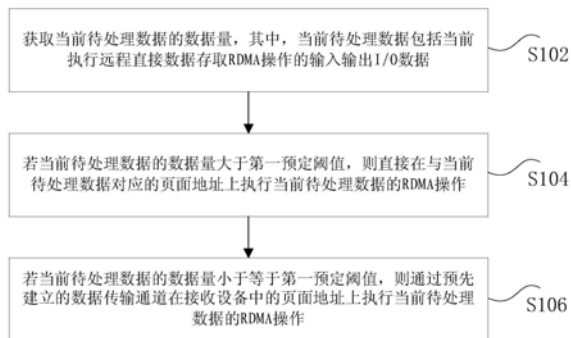 获取当前待处理数据的数据量，其中，当前待处理数据包括当前
执行远程直接数据存取RDMA操作的输入输出I/O数据
S102
若当前待处理数据的数据量大于第一预定阈值，则直接在与当前
待处理数据对应的页面地址上执行当前待处理数据的RDMA操作
S104
若当前待处理数据的数据量小于等于第一预定阈值，则通过预先
建立的数据传输通道在接收设备中的页面地址上执行当前待处理
数据的RDMA操作
S106